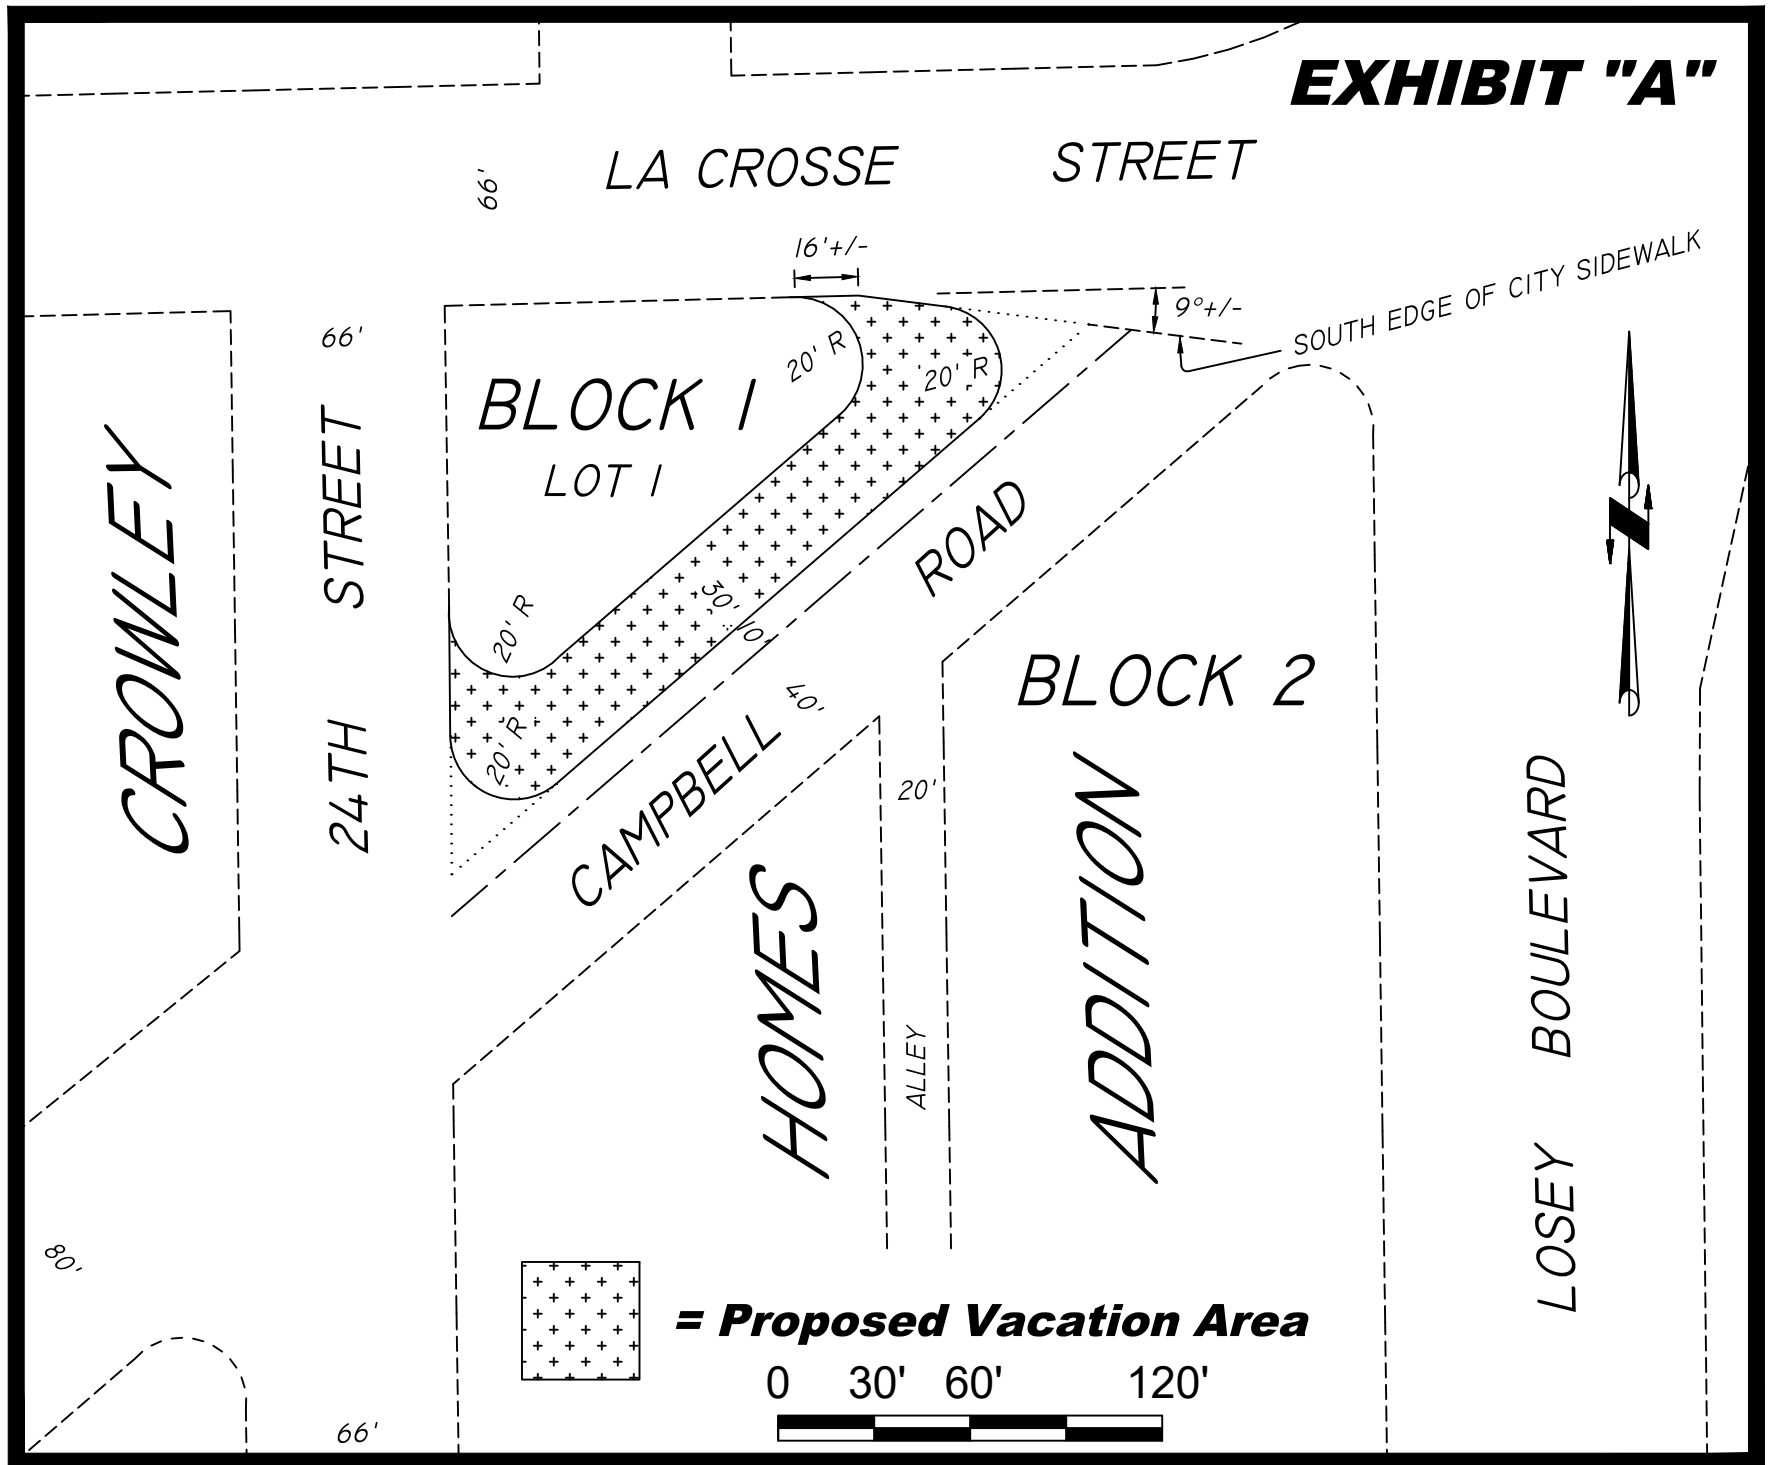 EXHIBIT "A"
LA CROSSE STREET
66'
16'+/-
9°+/-
SOUTH EDGE OF CITY SIDEWALK
66'
20' R
20' R
BLOCK 1
LOT 1
CROWLEY
24TH STREET
ROAD
20' R
30'
10'
40'
20' R
CAMPBELL
BLOCK 2
20'
HOMES
ADDITION
ALLEY
LOSEY BOULEVARD
80'
= Proposed Vacation Area
0 30' 60' 120'
66'